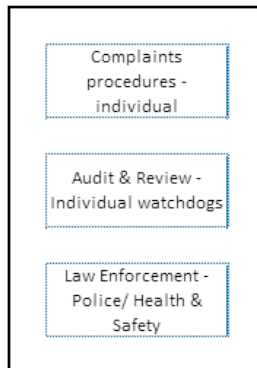 Complaints
procedures -
individual
Audit & Review -
Individual watchdogs
Law Enforcement -
Police/ Health &
Safety